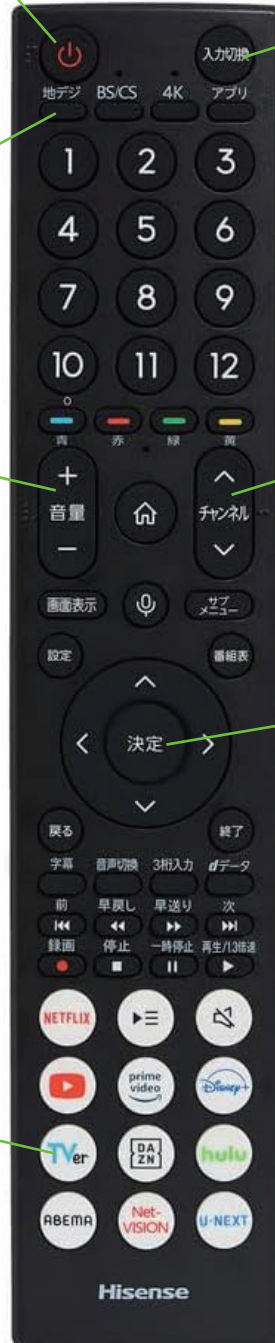 入力切換
地デジ BS/CS 4K アプリ
1 2 3
4 5 6
7 8 9
10 11 12
0
青 赤 緑 黄
+
音量 チャンネル
−
画面表示 サブメニュー
設定 番組表
決定
戻る 終了
字幕 音声切換 3桁入力 dデータ
前 早戻し 早送り 次
録画 停止 一時停止 再生/1.3倍速
NETFLIX
prime video Disney+
TVer DAZN hulu
ABEMA Net-VISION U-NEXT
Hisense